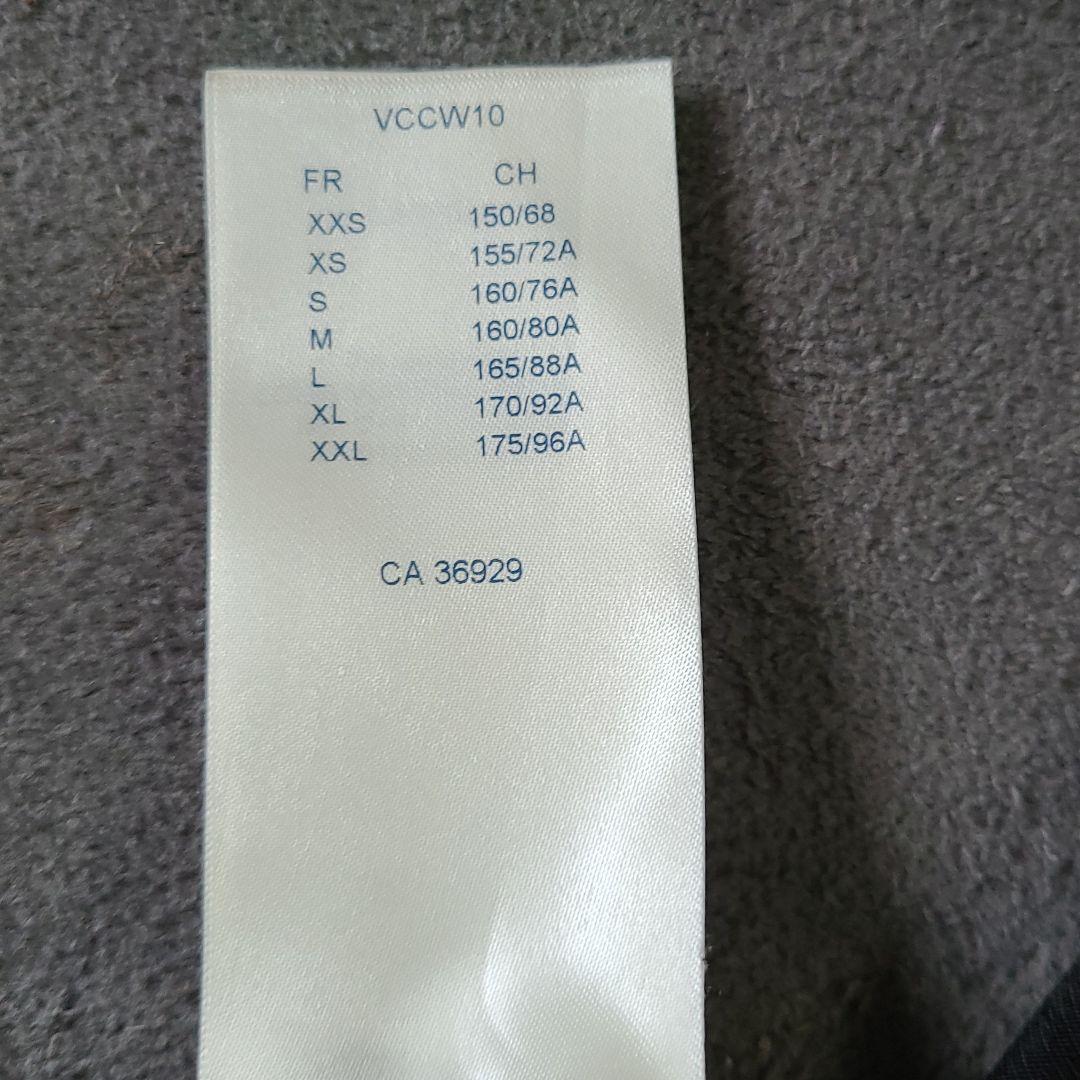 VCCW10
FR CH
XXS 150/68
XS 155/72A
S 160/76A
M 160/80A
L 165/88A
XL 170/92A
XXL 175/96A
CA 36929